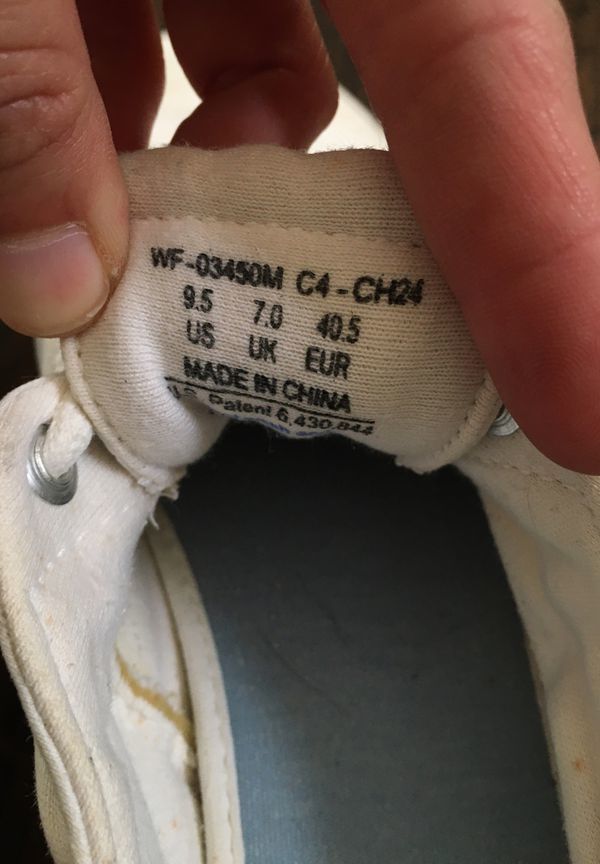 WF-03450M C4-CH24
9.5 7.0 40.5
US UK EUR
MADE IN CHINA
U.S. Patent 6,430,844